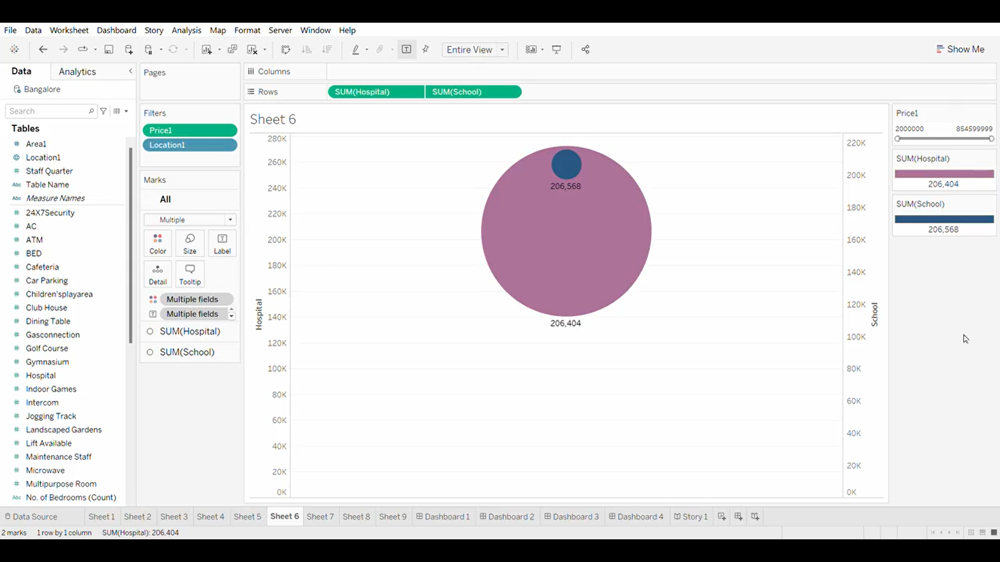 File Data Worksheet Dashboard Story Analysis Map Format Server Window Help
Entire View
Show Me
Data Analytics
Bangalore
Search
Tables
Area1
Location1
Staff Quarter
Abc Table Name
Abc Measure Names
24X7Security
AC
ATM
BED
Cafeteria
Car Parking
Children'splayarea
Club House
Dining Table
Gasconnection
Golf Course
Gymnasium
Hospital
Indoor Games
Intercom
Jogging Track
Landscaped Gardens
Lift Available
Maintenance Staff
Microwave
Multipurpose Room
Abc No. of Bedrooms (Count)
Pages
Filters
Price1
Location1
Marks
All
Multiple
Color Size Label
Detail Tooltip
Multiple fields
Multiple fields
SUM(Hospital)
SUM(School)
Columns
Rows SUM(Hospital) SUM(School)
Sheet 6
280K
260K
240K
220K
200K
180K
160K
140K
120K
100K
80K
60K
40K
20K
0K
Hospital
206,568
206,404
220K
200K
180K
160K
140K
120K
100K
80K
60K
40K
20K
0K
School
Price1
2000000 854599999
SUM(Hospital)
206,404
SUM(School)
206,568
Data Source Sheet 1 Sheet 2 Sheet 3 Sheet 4 Sheet 5 Sheet 6 Sheet 7 Sheet 8 Sheet 9 Dashboard 1 Dashboard 2 Dashboard 3 Dashboard 4 Story 1
2 marks 1 row by 1 column SUM(Hospital): 206,404